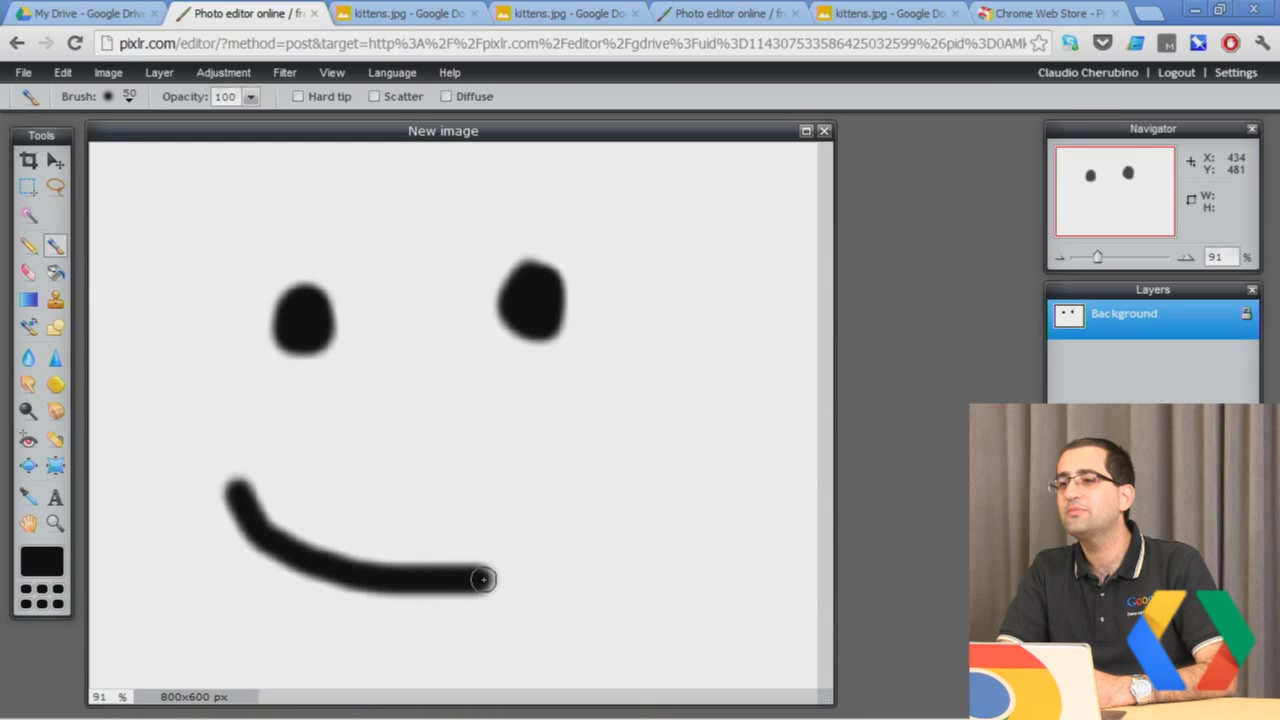 My Drive - Google Drive
Photo editor online / fr
kittens.jpg - Google Do
kittens.jpg - Google Do
Photo editor online / fr
kittens.jpg - Google Do
Chrome Web Store - Pi
pixlr.com/editor/?method=post&target=http%3A%2F%2Fpixlr.com%2Feditor%2Fgdrive%3Fuid%3D114307533586425032599%26pid%3D0AMl
File Edit Image Layer Adjustment Filter View Language Help Claudio Cherubino Logout Settings
Brush: 50 Opacity: 100 Hard tip Scatter Diffuse
Tools
New image
Navigator
X: 434
Y: 481
W:
H:
91 %
Layers
Background
A
91 % 800x600 px